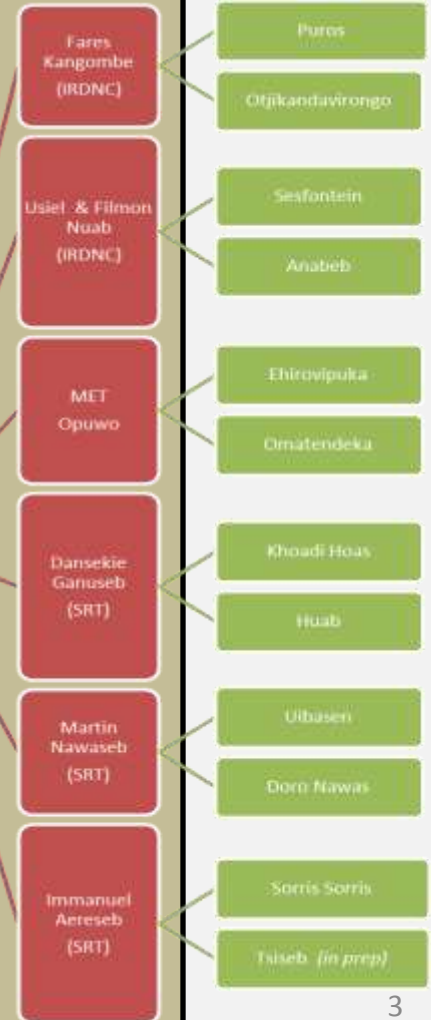 Fares
Kangombe
(IRDNC)
Puros
Otjikandavirongo
Usiel & Filmon
Nuab
(IRDNC)
Sesfontein
Anabeb
MET
Opuwo
Ehirovipuka
Omatendeka
Dansekie
Ganuseb
(SRT)
Khoadi Hoas
Huab
Martin
Nawaseb
(SRT)
Uibasen
Doro Nawas
Immanuel
Aereseb
(SRT)
Sorris Sorris
Tsiseb (in prep)
3